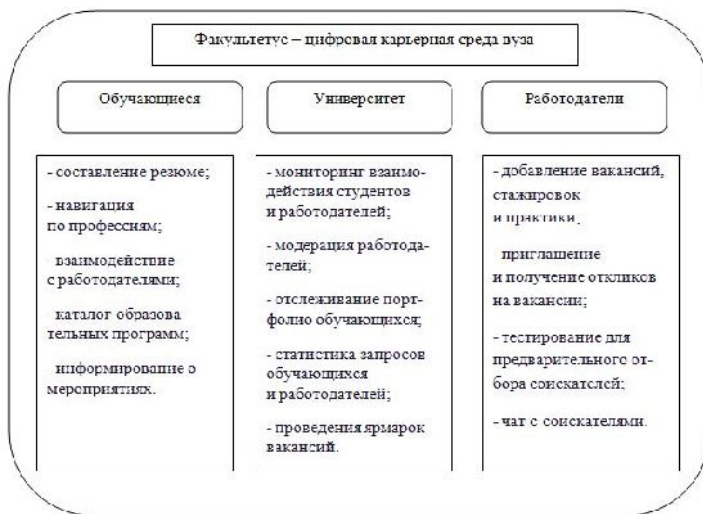 Факультетус – цифровая карьерная среда вуза
Обучающиеся
Университет
Работодатели
- составление резюме;
- навигация
по профессиям;
взаимодействие
с работодателями;
каталог образова
тельных программ;
информирование о
мероприятиях.
- мониторинг взаимо-
действия студентов
и работодателей;
- модерация работода-
телей;
- отслеживание порт-
фолио обучающихся;
- статистика запросов
обучающихся
и работодателей;
- проведения ярмарок
вакансий.
- добавление вакансий,
стажировок
и практики,
приглашение
и получение откликов
на вакансии;
- тестирование для
предварительного от-
бора соискателей;
- чат с соискателями.